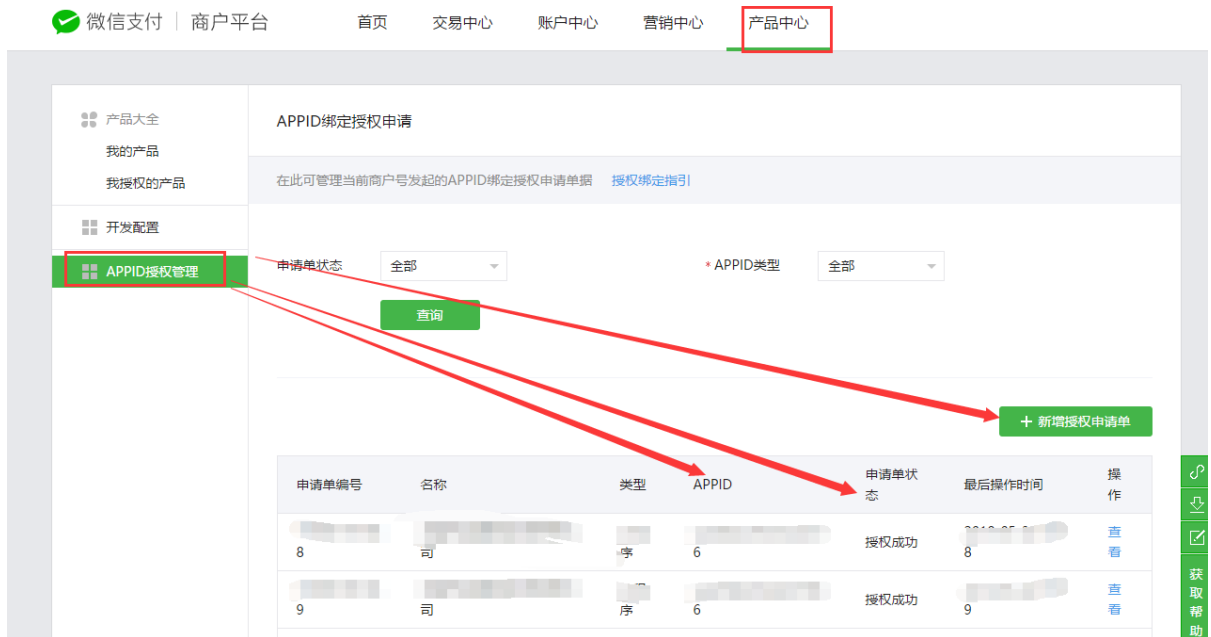 微信支付 商户平台 首页 交易中心 账户中心 营销中心 产品中心
产品大全
我的产品
我授权的产品
开发配置
APPID授权管理
APPID绑定授权申请
在此可管理当前商户号发起的APPID绑定授权申请单据 授权绑定指引
申请单状态 全部 * APPID类型 全部
查询
+ 新增授权申请单
申请单编号 名称 类型 APPID 申请单状态 最后操作时间 操作
8 司 序 6 授权成功 8 查看
9 司 序 6 授权成功 9 查看
获取帮助